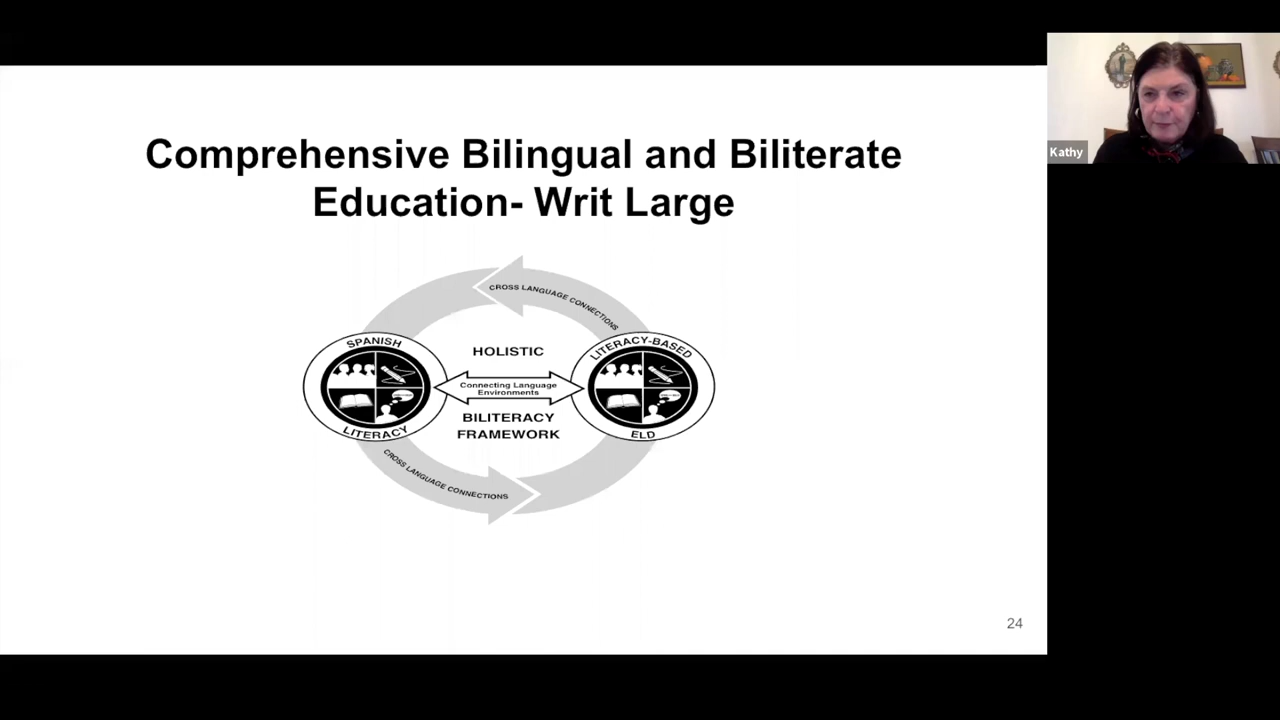 Comprehensive Bilingual and Biliterate
Education- Writ Large
CROSS LANGUAGE CONNECTIONS
SPANISH
LITERACY
HOLISTIC
Connecting Language
Environments
BILITERACY
FRAMEWORK
LITERACY-BASED
ELD
CROSS LANGUAGE CONNECTIONS
24
Kathy